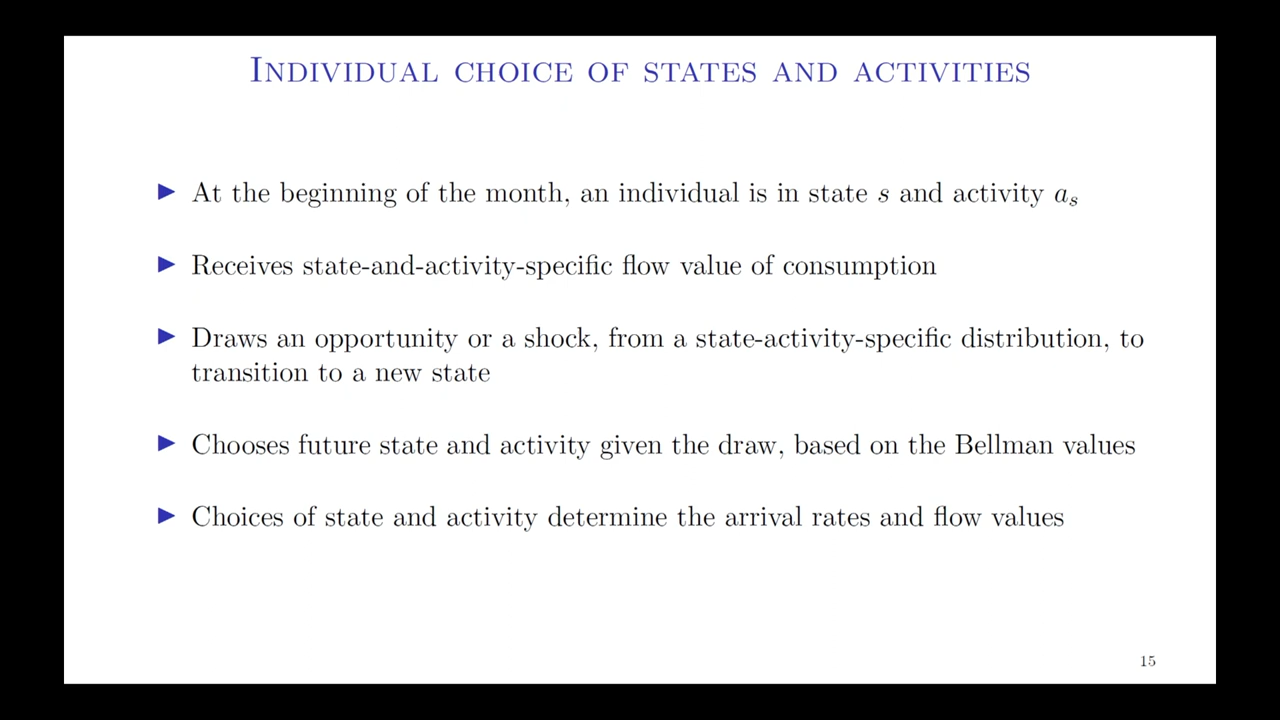 INDIVIDUAL CHOICE OF STATES AND ACTIVITIES
▶ At the beginning of the month, an individual is in state s and activity aₛ
▶ Receives state-and-activity-specific flow value of consumption
▶ Draws an opportunity or a shock, from a state-activity-specific distribution, to
transition to a new state
▶ Chooses future state and activity given the draw, based on the Bellman values
▶ Choices of state and activity determine the arrival rates and flow values
15